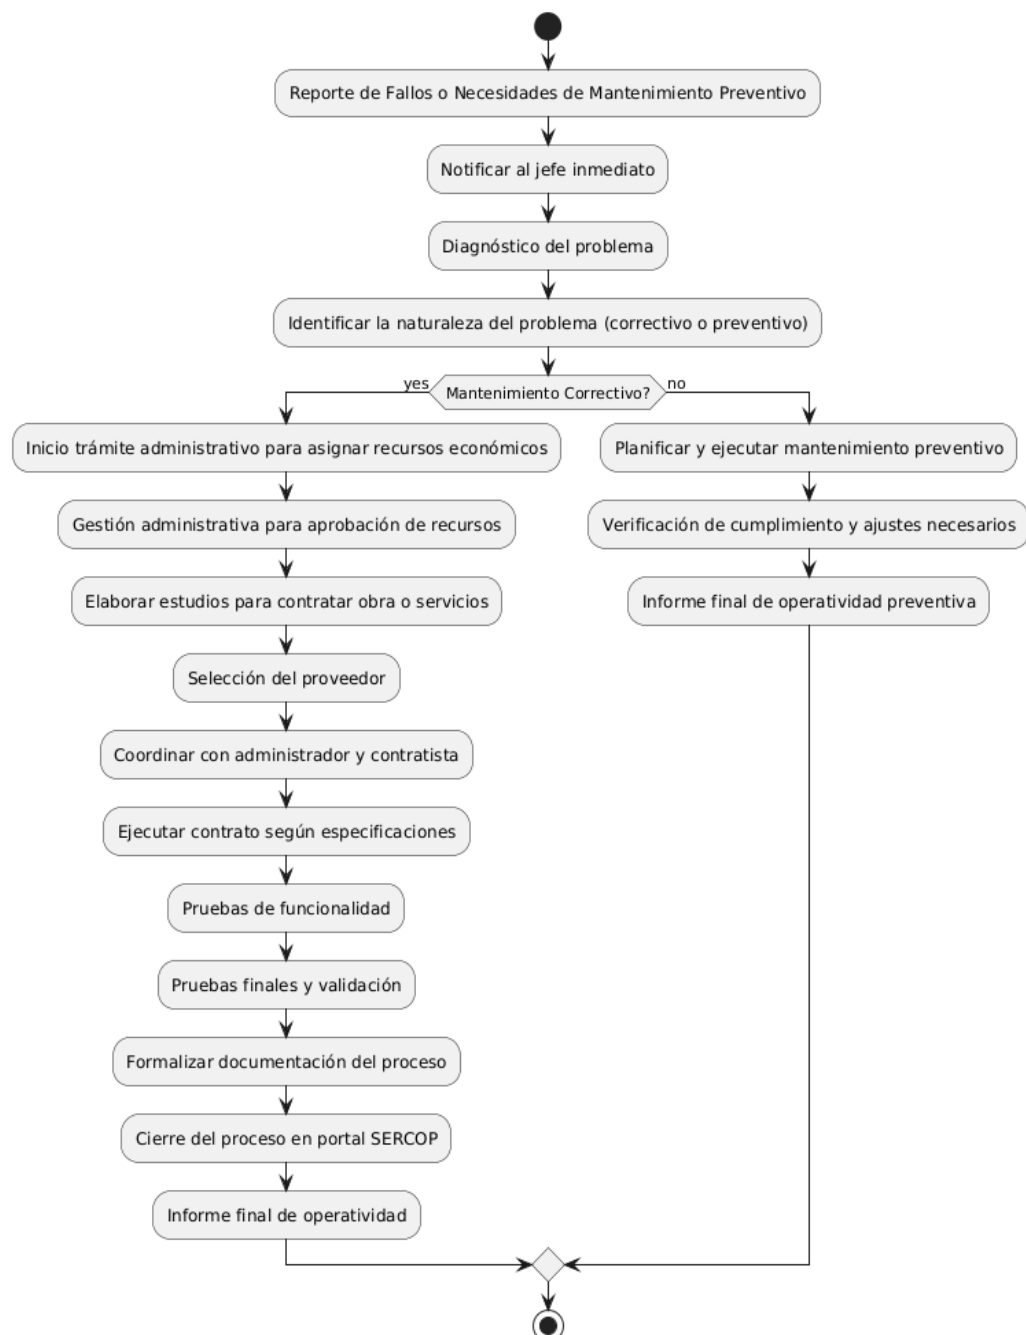 Reporte de Fallos o Necesidades de Mantenimiento Preventivo
Notificar al jefe inmediato
Diagnóstico del problema
Identificar la naturaleza del problema (correctivo o preventivo)
yes
Mantenimiento Correctivo?
no
Inicio trámite administrativo para asignar recursos económicos
Gestión administrativa para aprobación de recursos
Elaborar estudios para contratar obra o servicios
Selección del proveedor
Coordinar con administrador y contratista
Ejecutar contrato según especificaciones
Pruebas de funcionalidad
Pruebas finales y validación
Formalizar documentación del proceso
Cierre del proceso en portal SERCOP
Informe final de operatividad
Planificar y ejecutar mantenimiento preventivo
Verificación de cumplimiento y ajustes necesarios
Informe final de operatividad preventiva